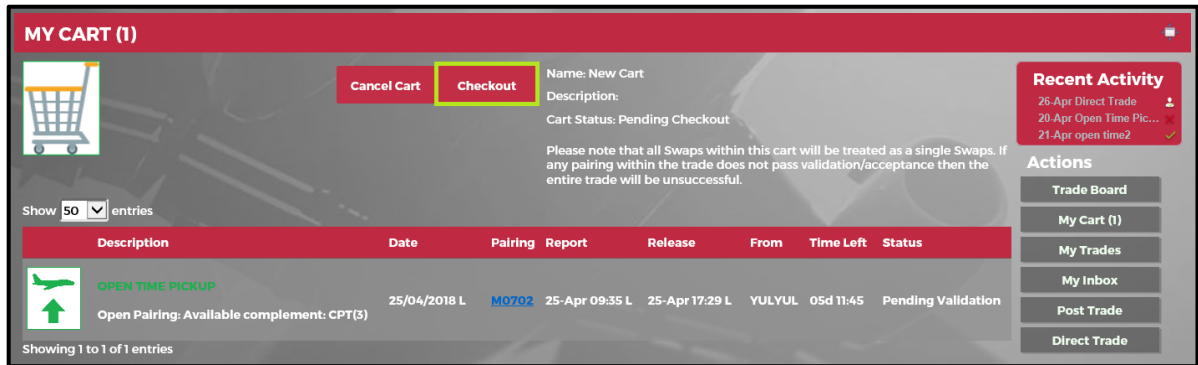 MY CART (1)
Cancel Cart
Checkout
Name: New Cart
Description:
Cart Status: Pending Checkout
Please note that all Swaps within this cart will be treated as a single Swaps. If
any pairing within the trade does not pass validation/acceptance then the
entire trade will be unsuccessful.
Show 50 entries
Description Date Pairing Report Release From Time Left Status
OPEN TIME PICKUP
Open Pairing: Available complement: CPT(3)
25/04/2018 L M0702 25-Apr 09:35 L 25-Apr 17:29 L YULYUL 05d 11:45 Pending Validation
Showing 1 to 1 of 1 entries
Recent Activity
26-Apr Direct Trade
20-Apr Open Time Pic...
21-Apr open time2
Actions
Trade Board
My Cart (1)
My Trades
My Inbox
Post Trade
Direct Trade